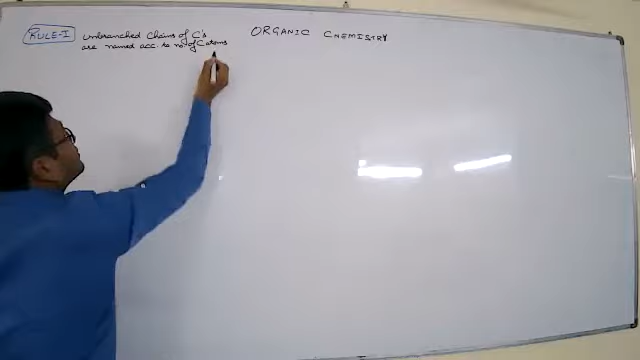 RULE-I
Unbranched Chains of C's
are named acc. to no. of C atoms
ORGANIC CHEMISTRY